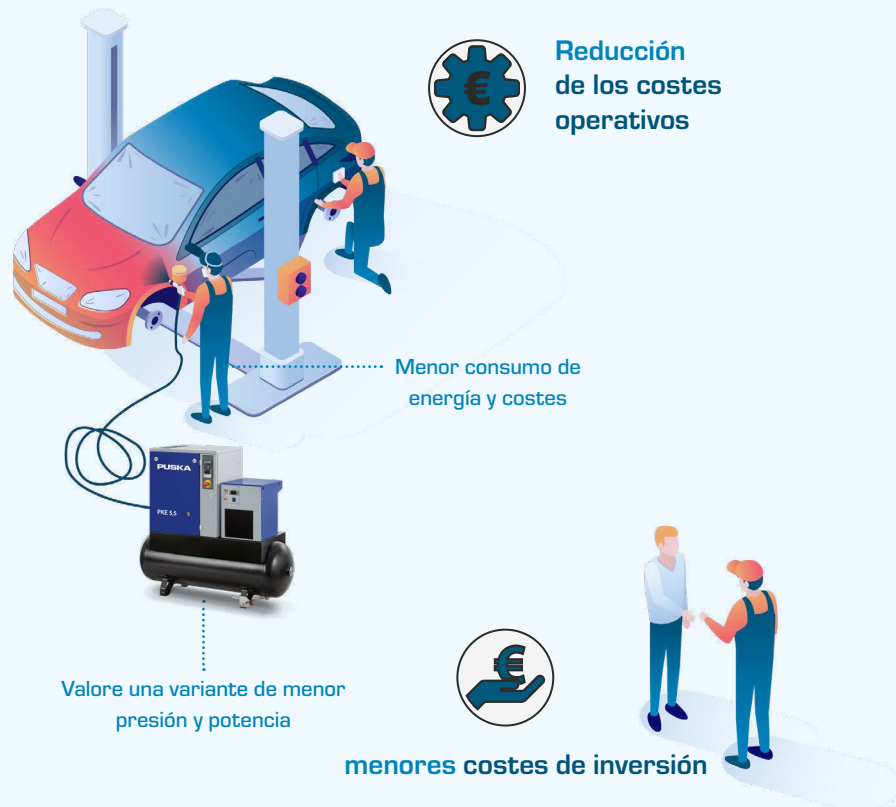 Reducción
de los costes
operativos
€
Menor consumo de
energía y costes
PUSKA
PKE 5,5
Valore una variante de menor
presión y potencia
€
menores costes de inversión